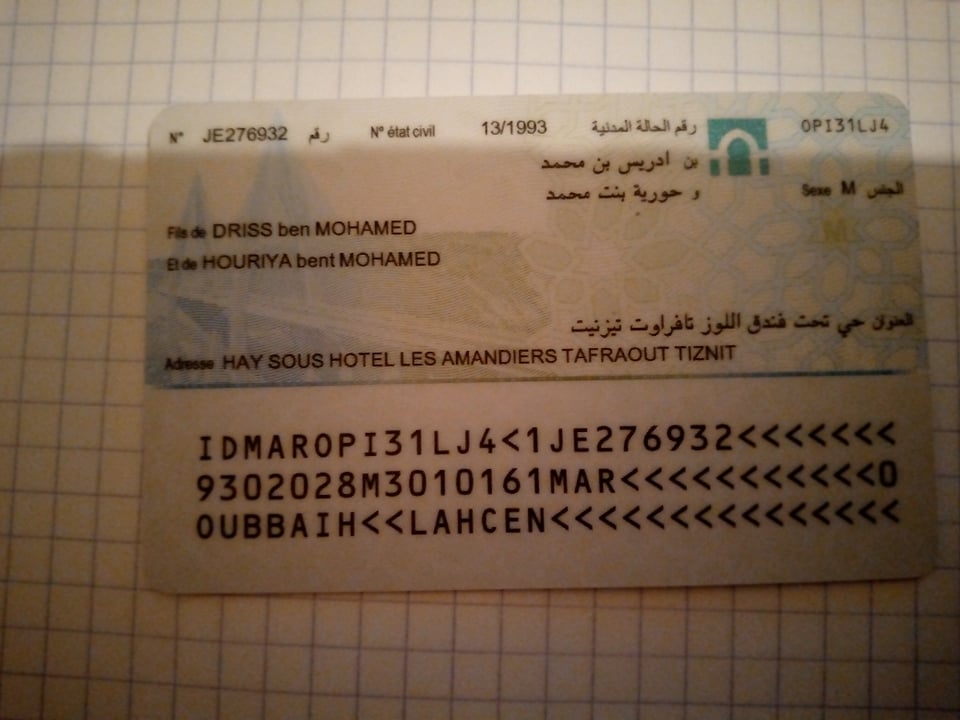 N° JE276932 رقم N° état civil 13/1993 رقم الحالة المدنية OPI31LJ4
بن ادريس بن محمد
و حورية بنت محمد
Sexe M الجنس
M
Fils de DRISS ben MOHAMED
Et de HOURIYA bent MOHAMED
العنوان حي تحت فندق اللوز تافراوت تيزنيت
Adresse HAY SOUS HOTEL LES AMANDIERS TAFRAOUT TIZNIT
IDMAROPI31LJ4<1JE276932<<<<<<<
9302028M3010161MAR<<<<<<<<<<<0
OUBBAIH<<LAHCEN<<<<<<<<<<<<<<<